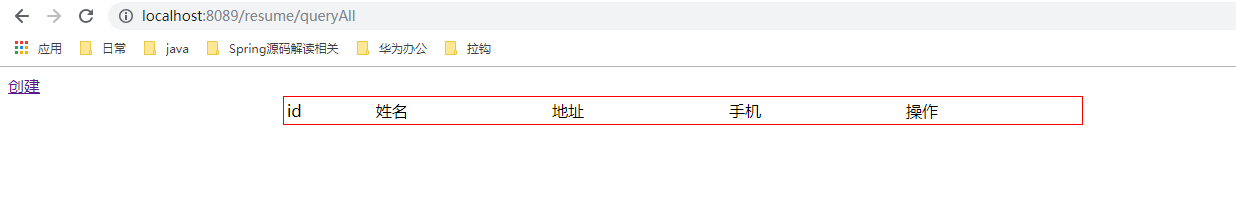 localhost:8089/resume/queryAll
应用 日常 java Spring源码解读相关 华为办公 拉钩
创建
id 姓名 地址 手机 操作